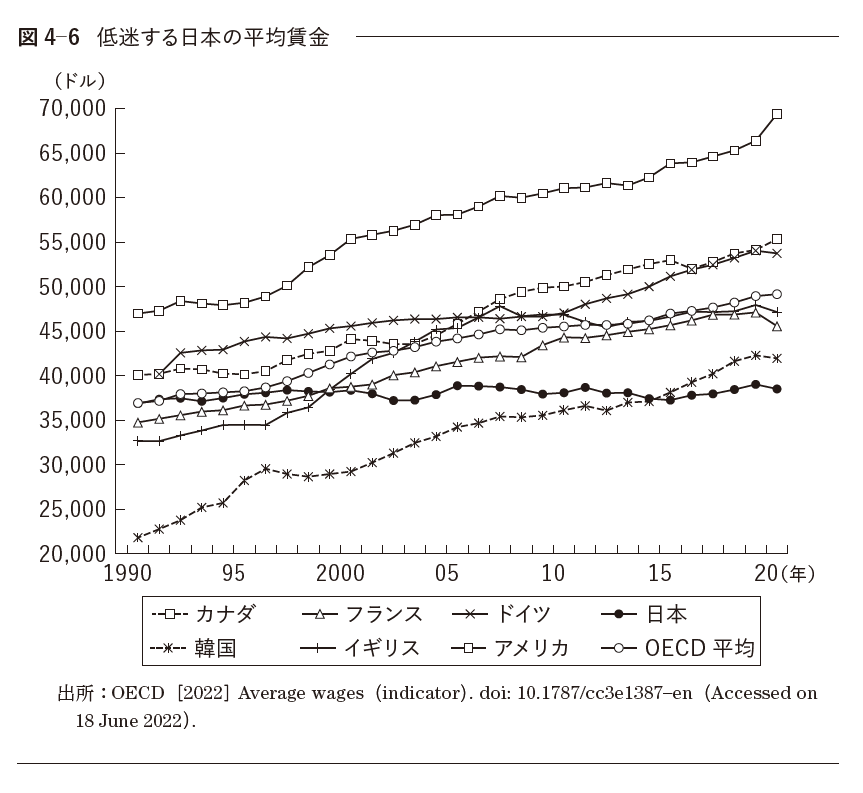 図 4-6 低迷する日本の平均賃金
（ドル）
70,000
65,000
60,000
55,000
50,000
45,000
40,000
35,000
30,000
25,000
20,000
1990 95 2000 05 10 15 20（年）
カナダ フランス ドイツ 日本
韓国 イギリス アメリカ OECD 平均
出所：OECD [2022] Average wages (indicator). doi: 10.1787/cc3e1387–en (Accessed on
18 June 2022).